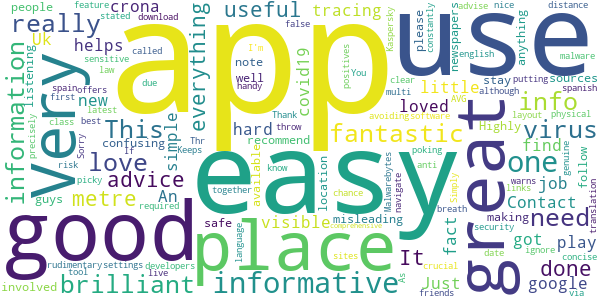 people feature crona
really useful tracing
stated download
due called
Uk helps
app
use
distance
false kaspersky
sensitive law
I'm
note well handy
please
newspapers
advise nice
constantly
english
anything
malware
information
listening
everything
covid19
positives
You
clear AVG
multi
little
stay sources
although putting
spain offers
first latest
class best
new
This
simple
hard
Thank throw
avoiding software
loved
fantastic
recommend
info
virus
Highly
layout physical
very
precisely
Sorry
confusing
If
Thr
Keeps
love
risk picky
guys
advice
An
metre
required
easy
available
together
location
know
chance
poking
anti
Malwarebytes
navigate
Simply
great
one
find
spanish
genuine
job
Contact
warns
links
follow
translation
need
making
security
good
safe
visible
language
place
misleading
fact
breath
It
got
date
play
ignore
concise
done
rudimentary settings
tool live
involved
developers
brilliant
informative
sites
comprehensive
As
Just
crucial
friends
google
via